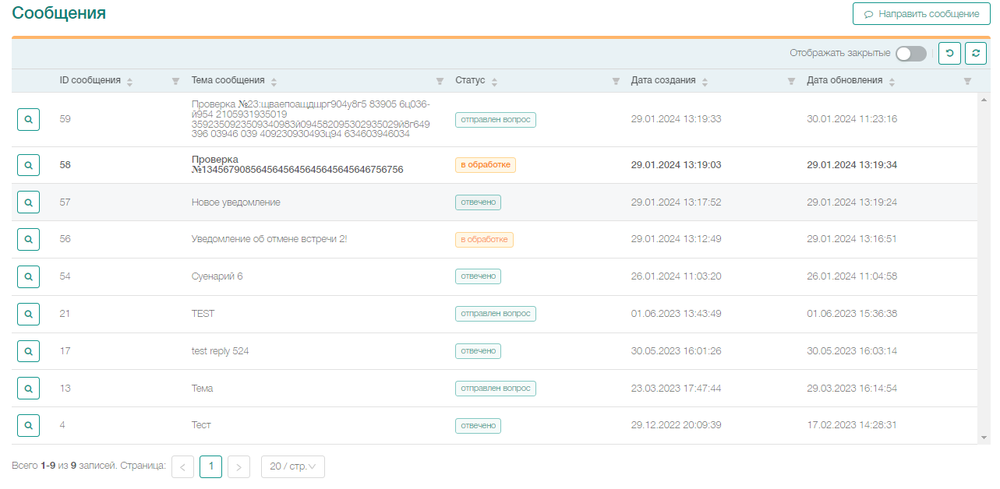 Сообщения
Направить сообщение
Отображать закрытые
ID сообщения Тема сообщения Статус Дата создания Дата обновления
Проверка №23:щваепоащдшрг904у8г5 83905 6ц036-
й954 2105931935019
3592350923509340983й094582095302935029й8г649
396 03946 039 409230930493ц94 634603946034
59 отправлен вопрос 29.01.2024 13:19:33 30.01.2024 11:23:16
Проверка
№1345679085645645645645645645646756756
58 в обработке 29.01.2024 13:19:03 29.01.2024 13:19:34
57 Новое уведомление отвечено 29.01.2024 13:17:52 29.01.2024 13:19:24
56 Уведомление об отмене встречи 2! в обработке 29.01.2024 13:12:49 29.01.2024 13:16:51
54 Суенарий 6 отвечено 26.01.2024 11:03:20 26.01.2024 11:04:58
21 TEST отправлен вопрос 01.06.2023 13:43:49 01.06.2023 15:36:38
17 test reply 524 отвечено 30.05.2023 16:01:26 30.05.2023 16:03:14
13 Тема отправлен вопрос 23.03.2023 17:47:44 29.03.2023 16:14:54
4 Тест отвечено 29.12.2022 20:09:39 17.02.2023 14:28:31
Всего 1-9 из 9 записей. Страница: < 1 > 20 / стр.